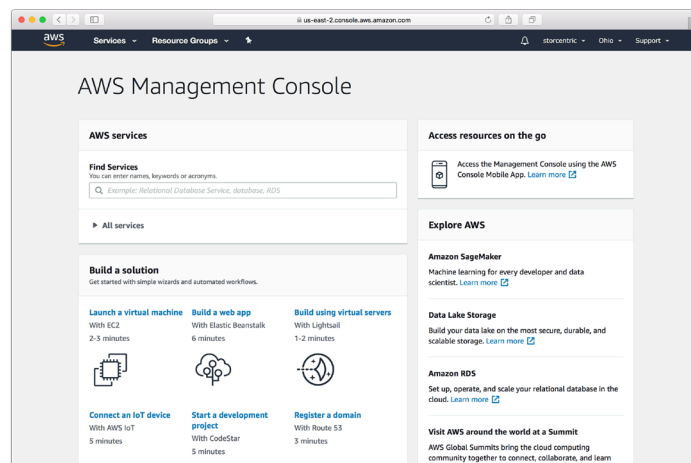 us-east-2.console.aws.amazon.com
aws
Services
Resource Groups
storcentric
Ohio
Support
AWS Management Console
AWS services
Find Services
You can enter names, keywords or acronyms.
Example: Relational Database Service, database, RDS
All services
Build a solution
Get started with simple wizards and automated workflows.
Launch a virtual machine
With EC2
2-3 minutes
Build a web app
With Elastic Beanstalk
6 minutes
Build using virtual servers
With Lightsail
1-2 minutes
Connect an IoT device
With AWS IoT
5 minutes
Start a development
project
With CodeStar
5 minutes
Register a domain
With Route 53
3 minutes
Access resources on the go
Access the Management Console using the AWS
Console Mobile App. Learn more
Explore AWS
Amazon SageMaker
Machine learning for every developer and data
scientist. Learn more
Data Lake Storage
Build your data lake on the most secure, durable, and
scalable storage. Learn more
Amazon RDS
Set up, operate, and scale your relational database in the
cloud. Learn more
Visit AWS around the world at a Summit
AWS Global Summits bring the cloud computing
community together to connect, collaborate, and learn